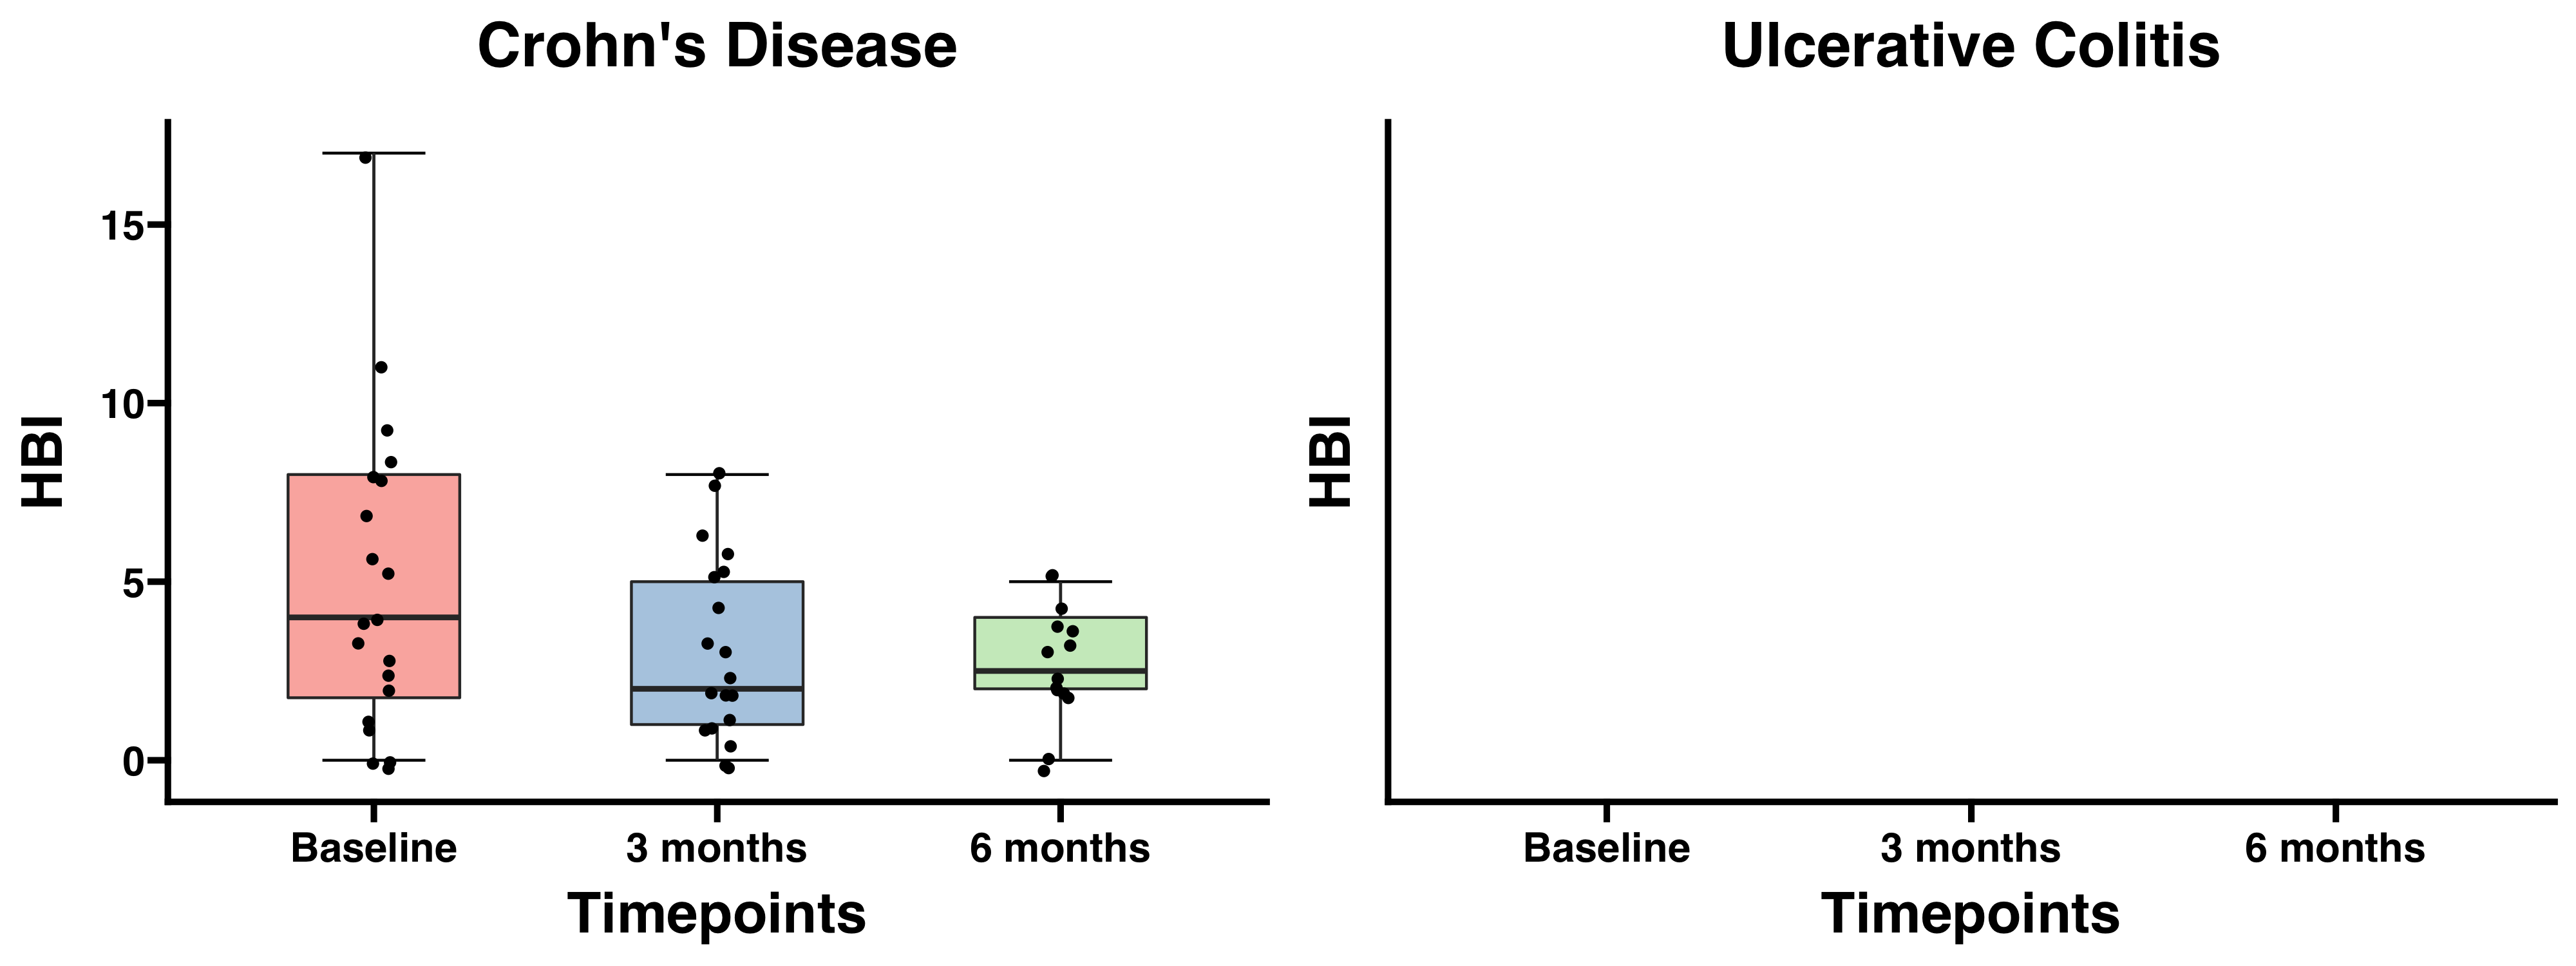 Crohn's Disease
HBI
15
10
5
0
Baseline 3 months 6 months
Timepoints
Ulcerative Colitis
HBI
Baseline 3 months 6 months
Timepoints